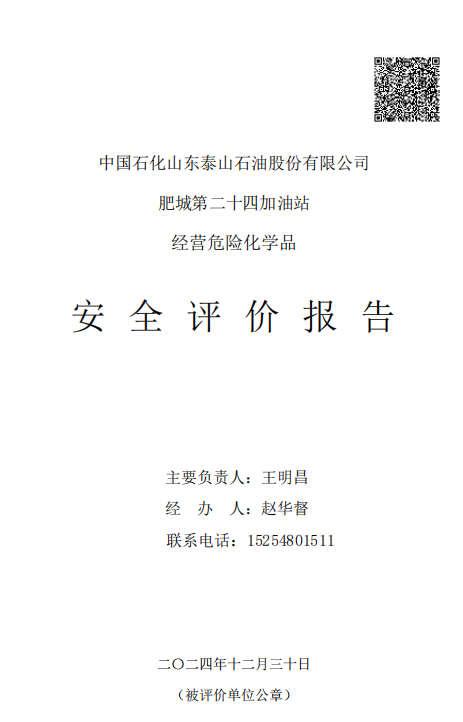 中国石化山东泰山石油股份有限公司
肥城第二十四加油站
经营危险化学品
安全评价报告
主要负责人：王明昌
经办人：赵华督
联系电话：15254801511
二〇二四年十二月三十日
（被评价单位公章）